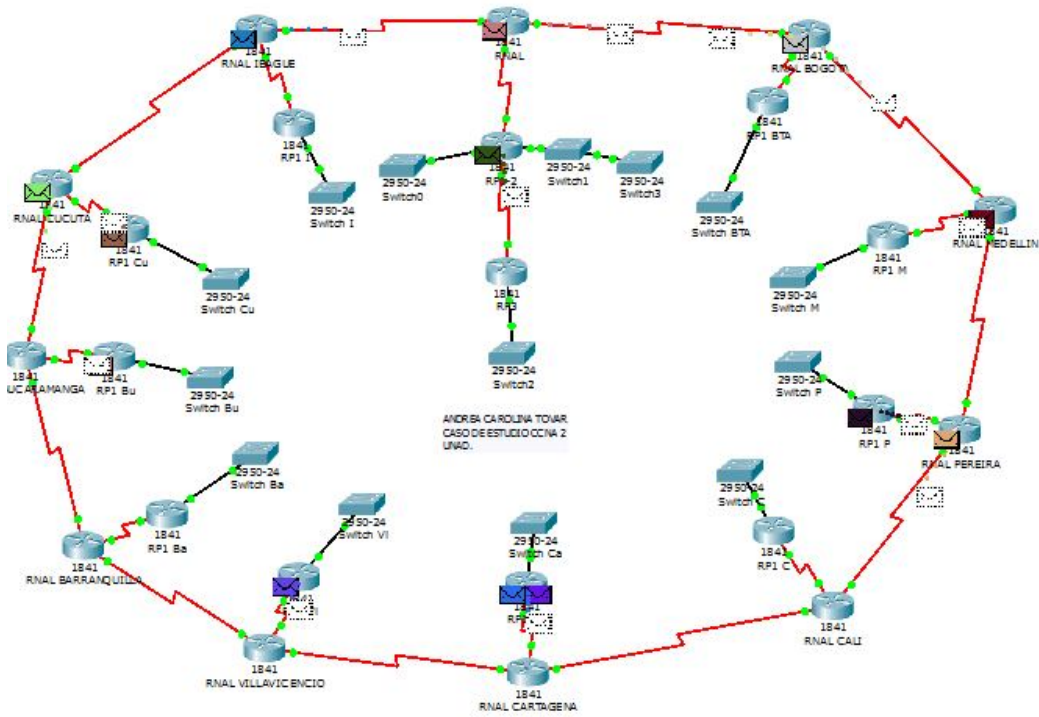 1841
RNAL IBAGUE
1841
RNAL
1841
RNAL BOGOTA
1841
RP1 I
1841
RP1 BTA
2950-24
Switch0
1841
2950-24
Switch1
2950-24
Switch3
2950-24
Switch I
2950-24
Switch BTA
1841
RNAL CUCUTA
1841
RP1 Cu
2950-24
Switch Cu
1841
RNAL MEDELLIN
1841
RP1 M
2950-24
Switch M
1841
RP3
2950-24
Switch2
1841
UCARAMANGA
1841
RP1 Bu
2950-24
Switch Bu
2950-24
Switch P
1841
RP1 P
1841
RNAL PEREIRA
ANDREA CAROLINA TOVAR
CASO DE ESTUDIO CCNA 2
UNAD.
2950-24
Switch Ba
1841
RP1 Ba
1841
RNAL BARRANQUILLA
2950-24
Switch VI
2950-24
Switch Ca
2950-24
Switch C
1841
RP1 C
1841
RNAL CALI
1841
RNAL VILLAVICENCIO
1841
RNAL CARTAGENA